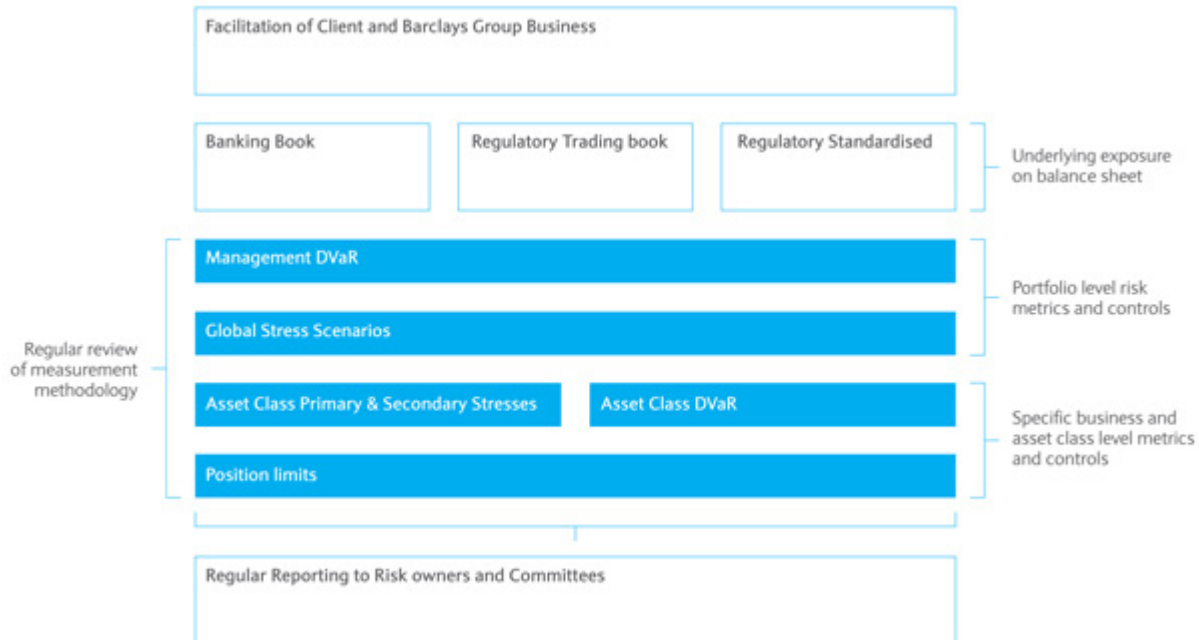 Facilitation of Client and Barclays Group Business
Banking Book
Regulatory Trading book
Regulatory Standardised
Underlying exposure
on balance sheet
Management DVaR
Global Stress Scenarios
Portfolio level risk
metrics and controls
Regular review
of measurement
methodology
Asset Class Primary & Secondary Stresses
Asset Class DVaR
Position limits
Specific business and
asset class level metrics
and controls
Regular Reporting to Risk owners and Committees